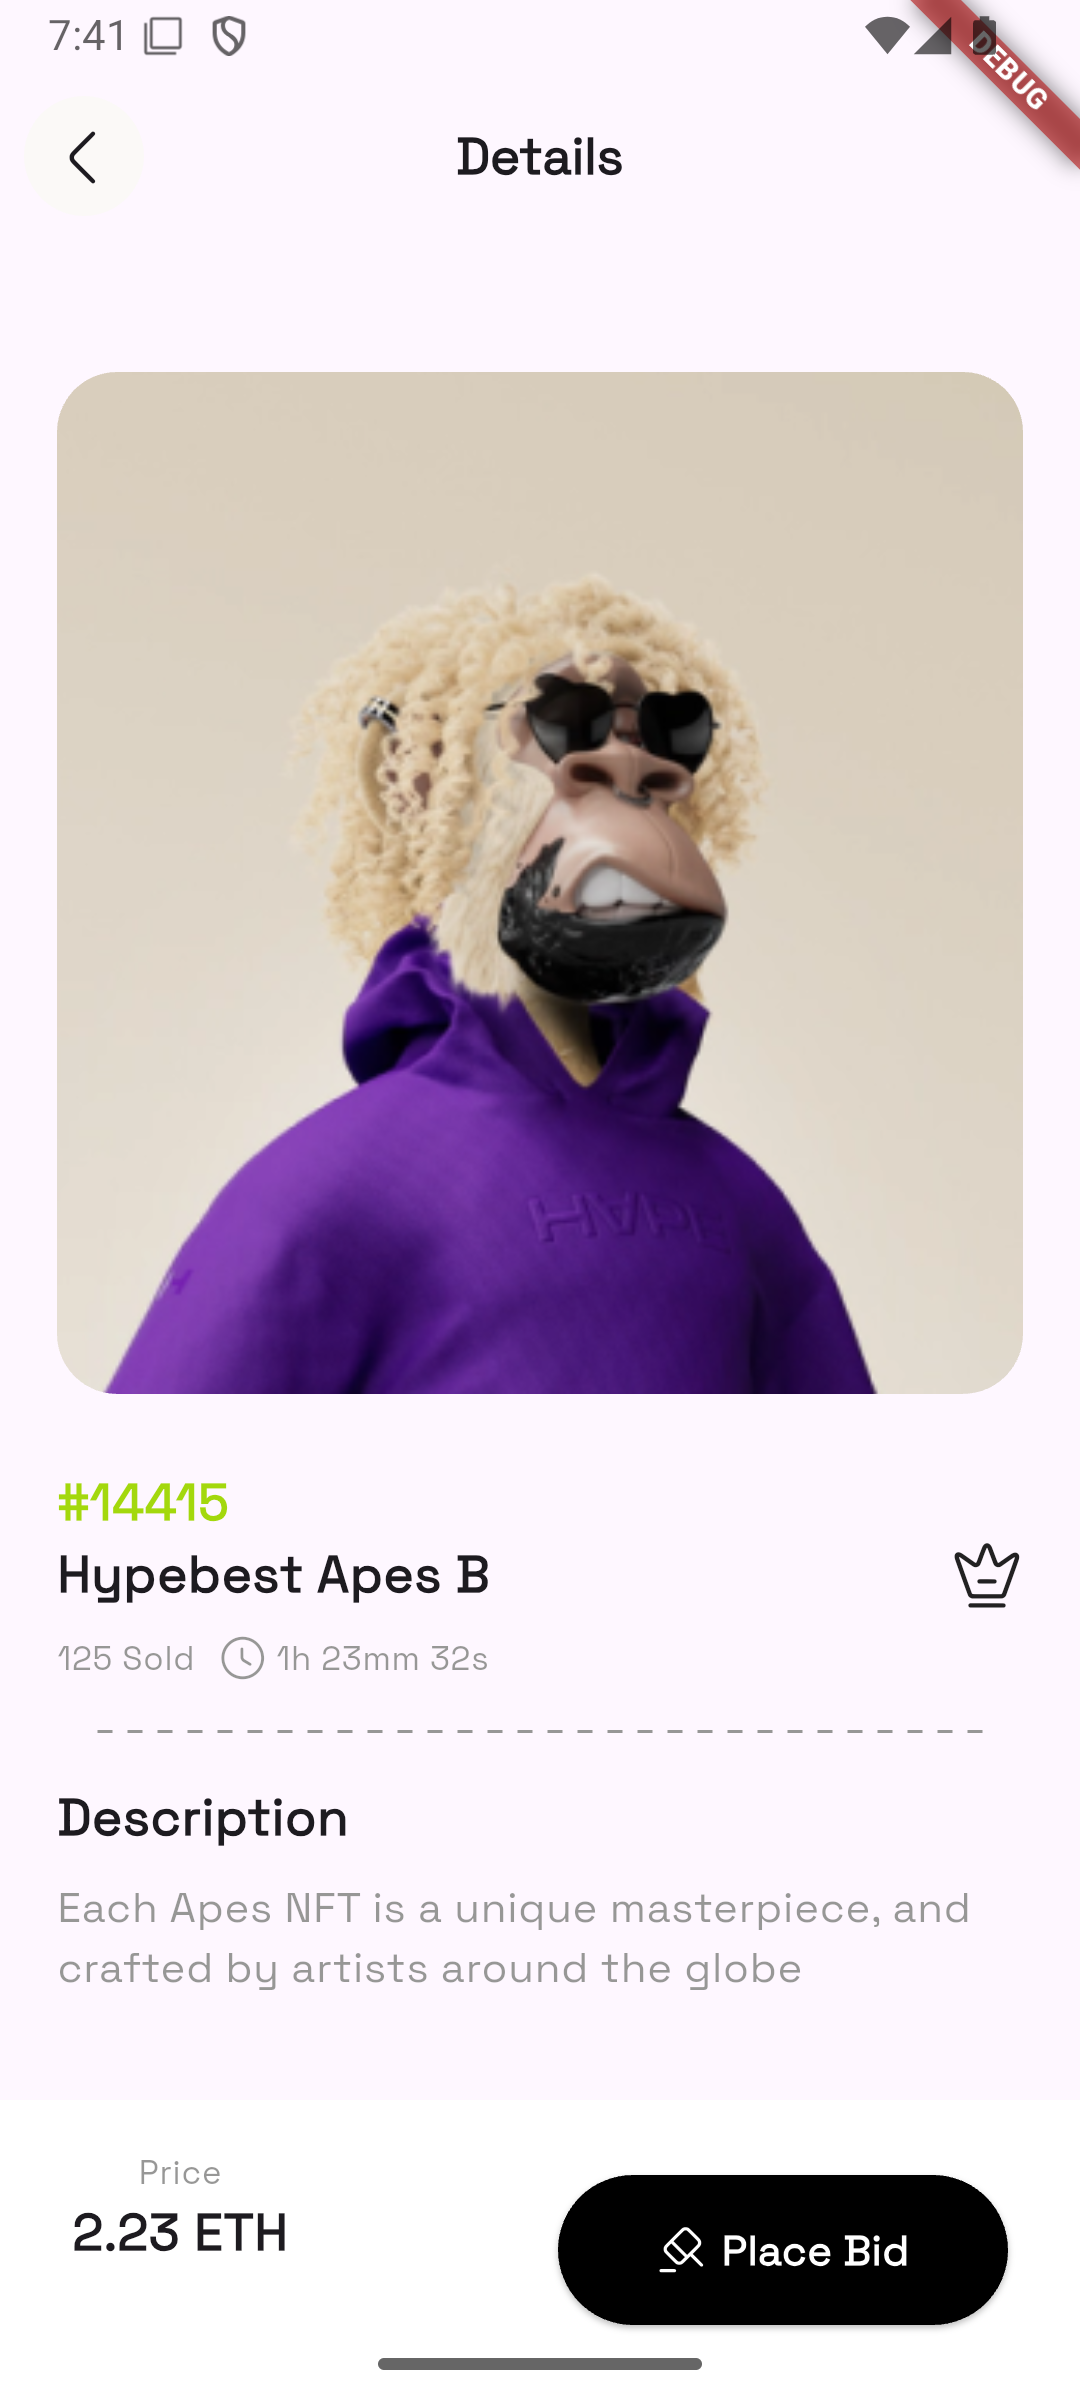 7:41
DEBUG
Details
HAPE
H
#14415
Hypebest Apes B
125 Sold 1h 23mm 32s
Description
Each Apes NFT is a unique masterpiece, and
crafted by artists around the globe
Price
2.23 ETH
Place Bid